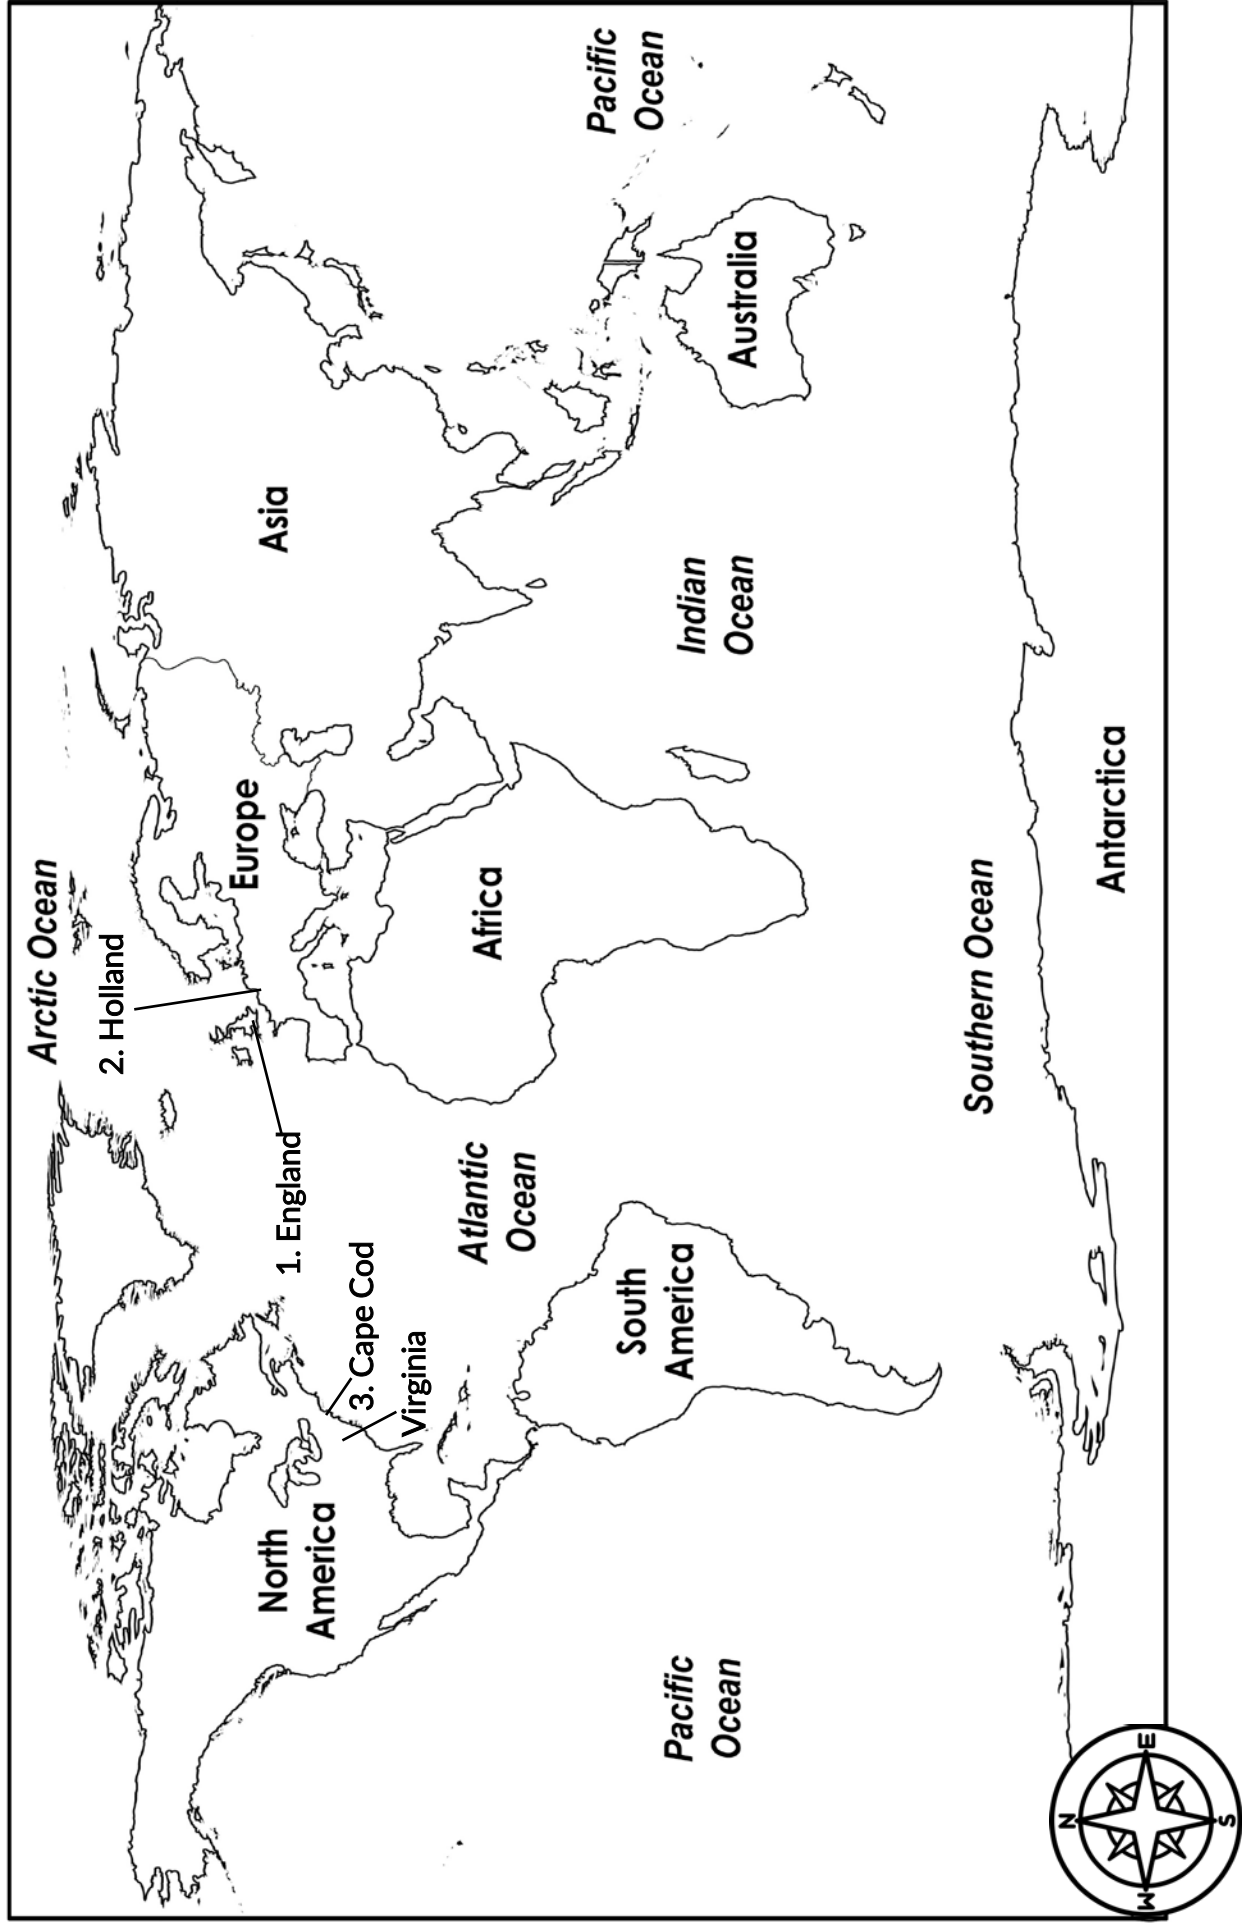 Arctic Ocean
2. Holland
1. England
3. Cape Cod
Virginia
North
America
Europe
Asia
Africa
Atlantic
Ocean
South
America
Pacific
Ocean
Pacific
Ocean
Indian
Ocean
Australia
Southern Ocean
Antarctica
N
E
S
W